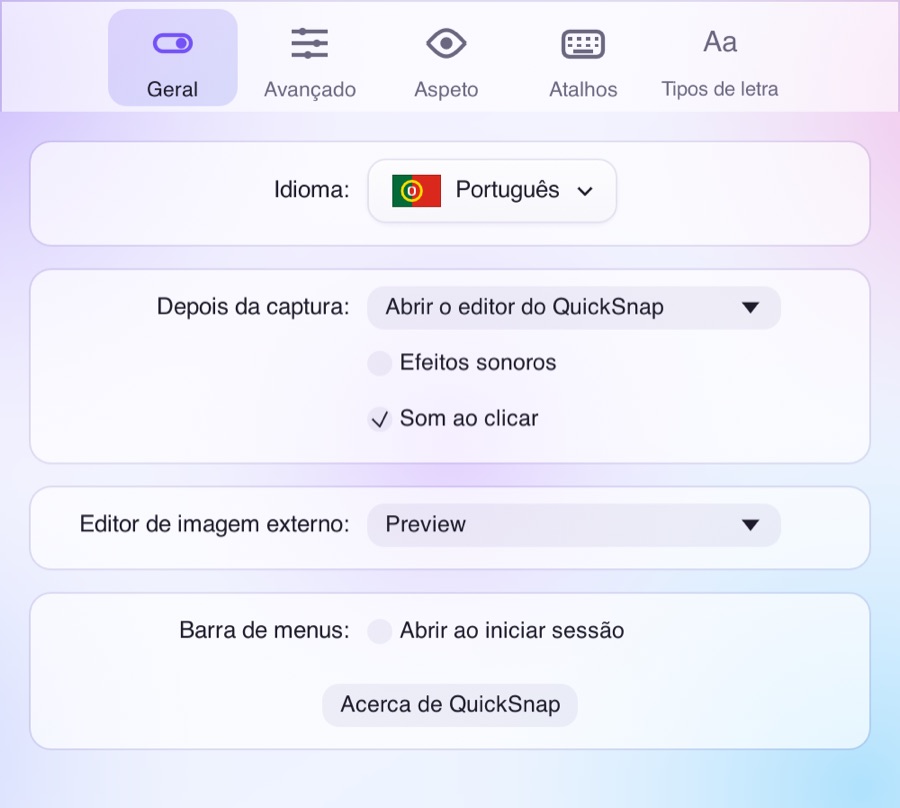 Geral
Avançado
Aspeto
Atalhos
Aa
Tipos de letra
Idioma:
Português
Depois da captura:
Abrir o editor do QuickSnap
Efeitos sonoros
Som ao clicar
Editor de imagem externo:
Preview
Barra de menus:
Abrir ao iniciar sessão
Acerca de QuickSnap